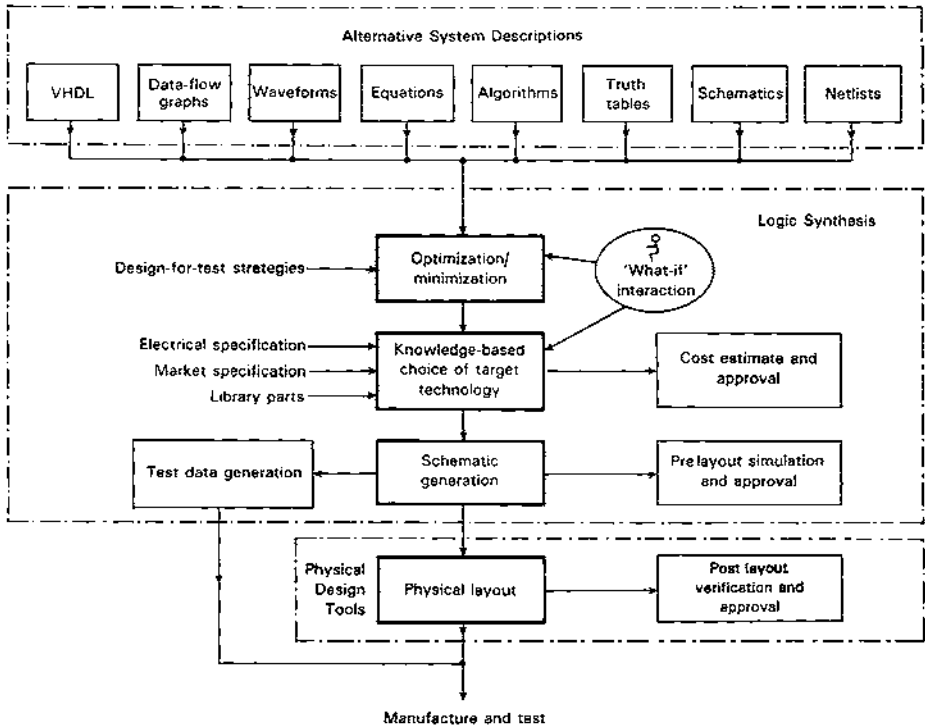 Alternative System Descriptions
VHDL
Data-flow
graphs
Waveforms
Equations
Algorithms
Truth
tables
Schematics
Netlists
Logic Synthesis
Design-for-test strategies
Optimization/
minimization
'What-if'
interaction
Electrical specification
Market specification
Library parts
Knowledge-based
choice of target
technology
Cost estimate and
approval
Test data generation
Schematic
generation
Pre layout simulation
and approval
Physical
Design
Tools
Physical layout
Post layout
verification and
approval
Manufacture and test